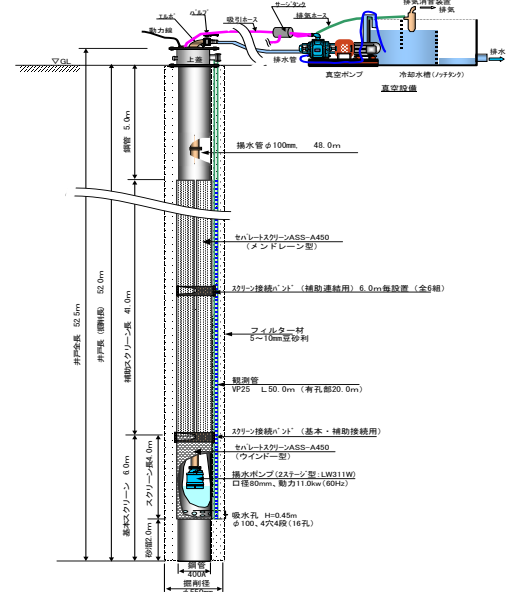 排気消音装置
排気
サージタンク
排気ホース
バルブ
エルボ
吸引ホース
動力線
排水
▽GL
上蓋
排水管
真空ポンプ
冷却水槽(ノッチタンク)
真空設備
鋼管 5.0m
揚水管φ100mm, 48.0m
セパレートスクリーンASS-A450
(メンドレーン型)
スクリーン接続バンド (補助連結用) 6.0m毎設置 (全6組)
井戸全長 52.5m
井戸長 (掘削長) 52.0m
補助スクリーン長 41.0m
フィルター材
5~10mm豆砂利
観測管
VP25 L50.0m (有孔部20.0m)
スクリーン接続バンド (基本・補助接続用)
セパレートスクリーンASS-A450
(ウインドー型)
揚水ポンプ(2ステージ型:LW311W)
口径80mm、動力11.0kw(60Hz)
基本スクリーン 6.0m
スクリーン長4.0m
吸水孔 H=0.45m
φ100、4穴4段(16孔)
砂溜2.0m
鋼管
400A
掘削径
φ550mm